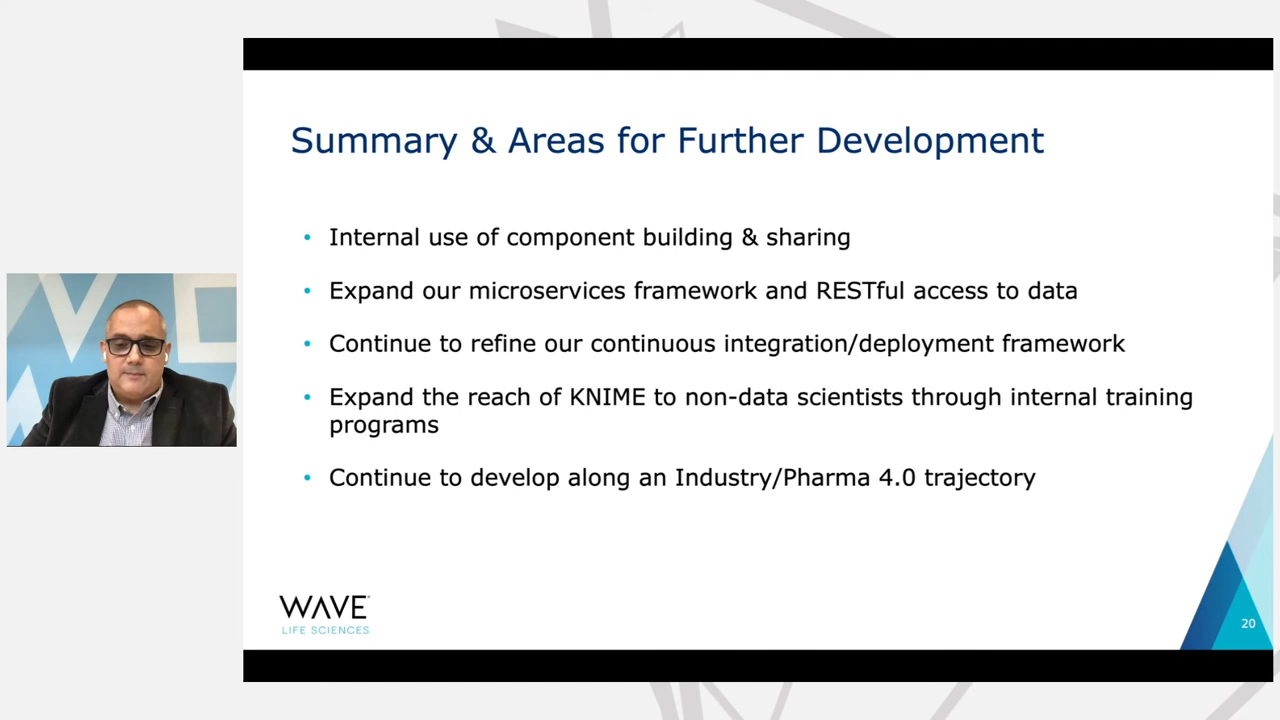 Summary & Areas for Further Development
• Internal use of component building & sharing
• Expand our microservices framework and RESTful access to data
• Continue to refine our continuous integration/deployment framework
• Expand the reach of KNIME to non-data scientists through internal training
programs
• Continue to develop along an Industry/Pharma 4.0 trajectory
WAVE
LIFE SCIENCES
20